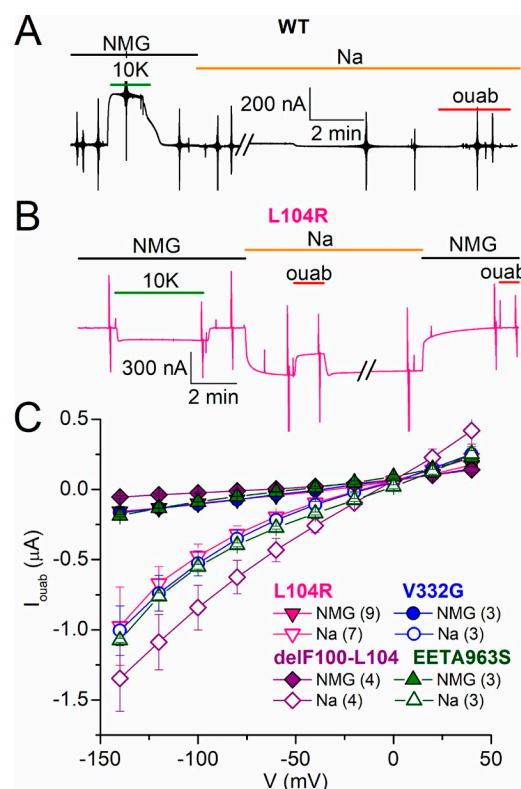 A
WT
NMG
Na
10K
200 nA
2 min
ouab
B
L104R
NMG
Na
NMG
10K
ouab
ouab
300 nA
2 min
C
0.5
0.0
-0.5
-1.0
-1.5
I_ouab (µA)
L104R V332G
NMG (9) NMG (3)
Na (7) Na (3)
delF100-L104 EETA963S
NMG (4) NMG (3)
Na (4) Na (3)
-150 -100 -50 0 50
V (mV)